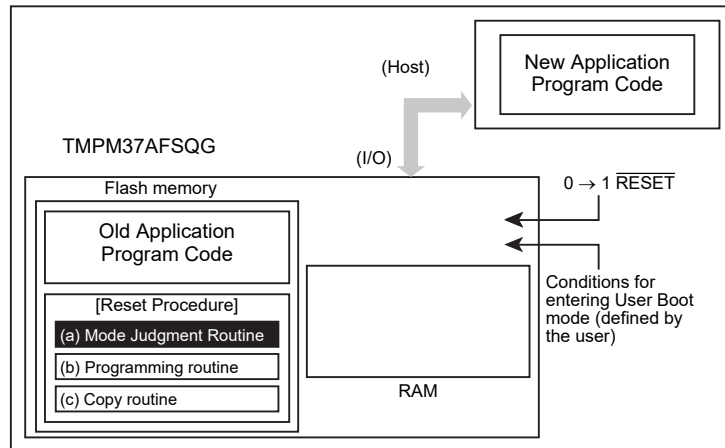 New Application
Program Code
(Host)
TMPM37AFSQG
(I/O)
Flash memory
0 → 1 RESET
Old Application
Program Code
[Reset Procedure]
(a) Mode Judgment Routine
(b) Programming routine
(c) Copy routine
RAM
Conditions for
entering User Boot
mode (defined by
the user)